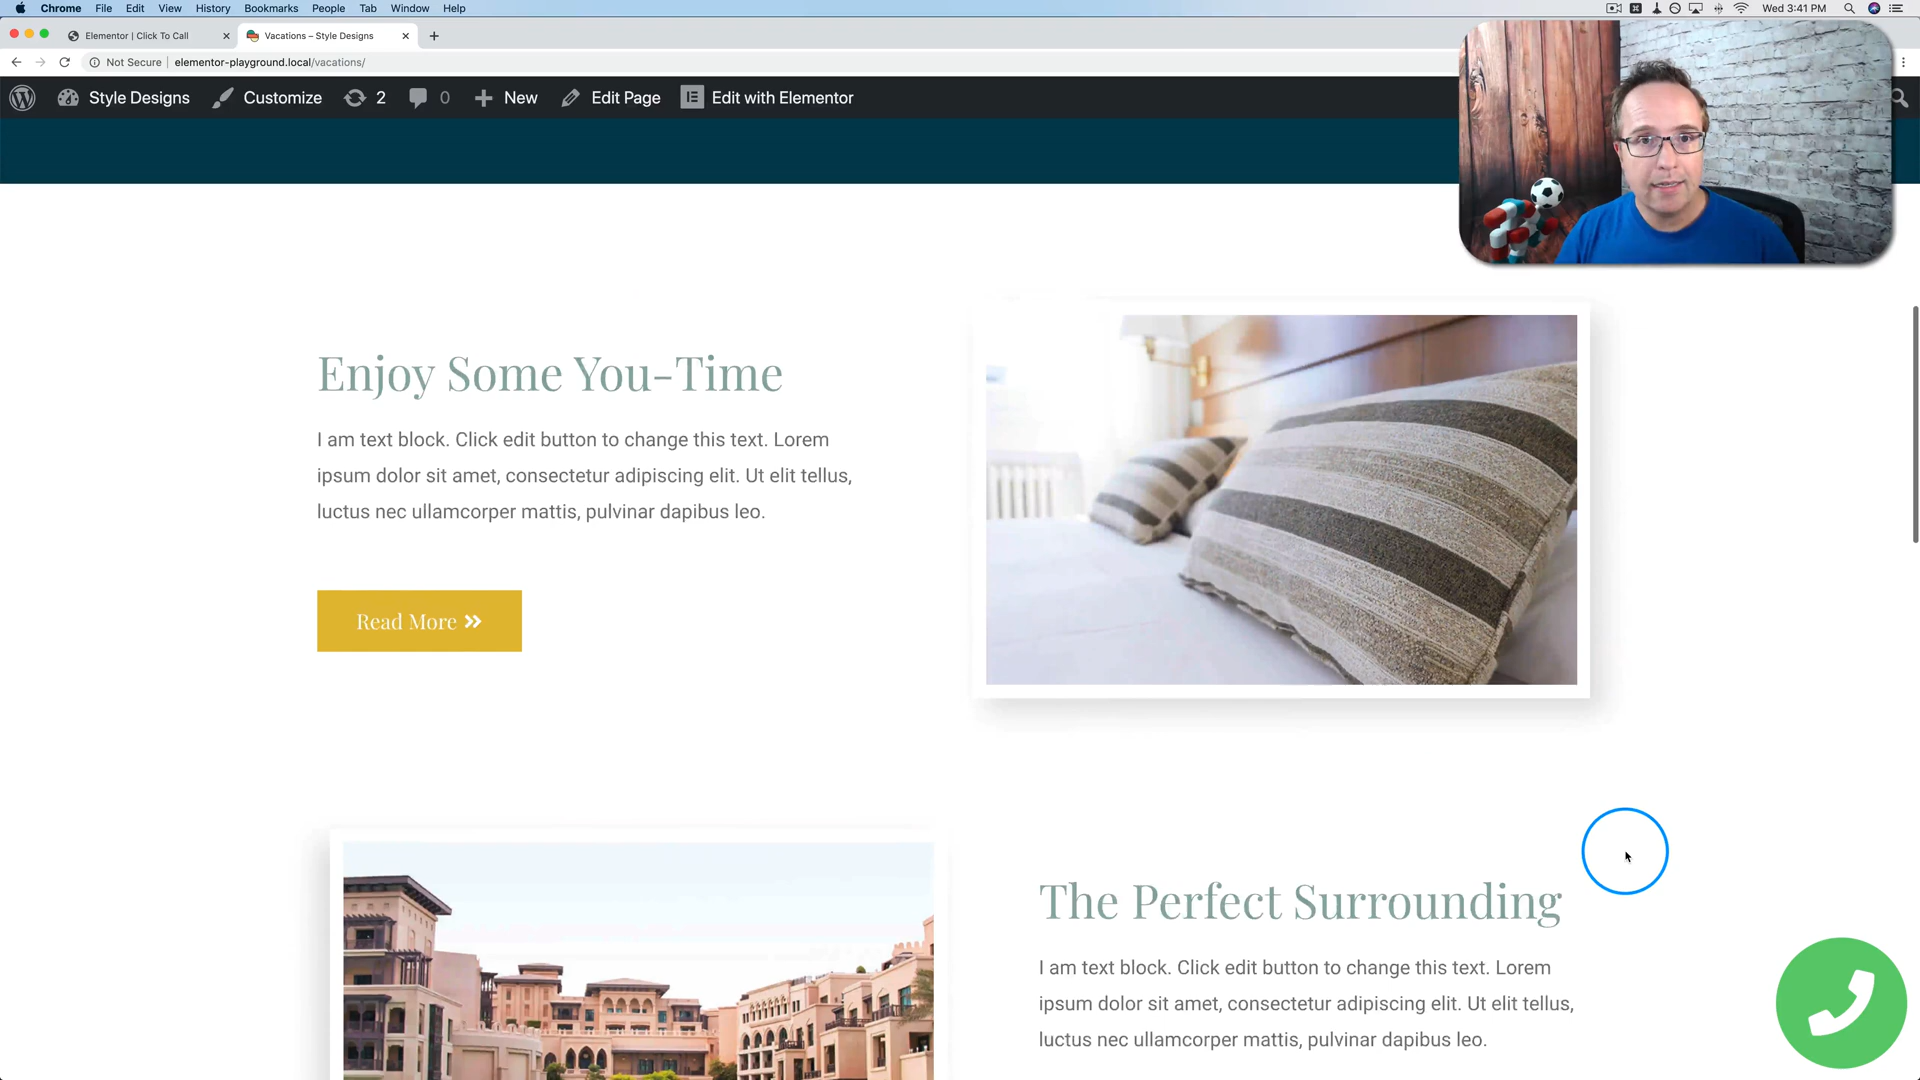 Chrome File Edit View History Bookmarks People Tab Window Help
Wed 3:41 PM
Elementor | Click To Call
Vacations – Style Designs
Not Secure | elementor-playground.local/vacations/
Style Designs Customize 2 0 New Edit Page Edit with Elementor
Enjoy Some You-Time
I am text block. Click edit button to change this text. Lorem
ipsum dolor sit amet, consectetur adipiscing elit. Ut elit tellus,
luctus nec ullamcorper mattis, pulvinar dapibus leo.
Read More
The Perfect Surrounding
I am text block. Click edit button to change this text. Lorem
ipsum dolor sit amet, consectetur adipiscing elit. Ut elit tellus,
luctus nec ullamcorper mattis, pulvinar dapibus leo.